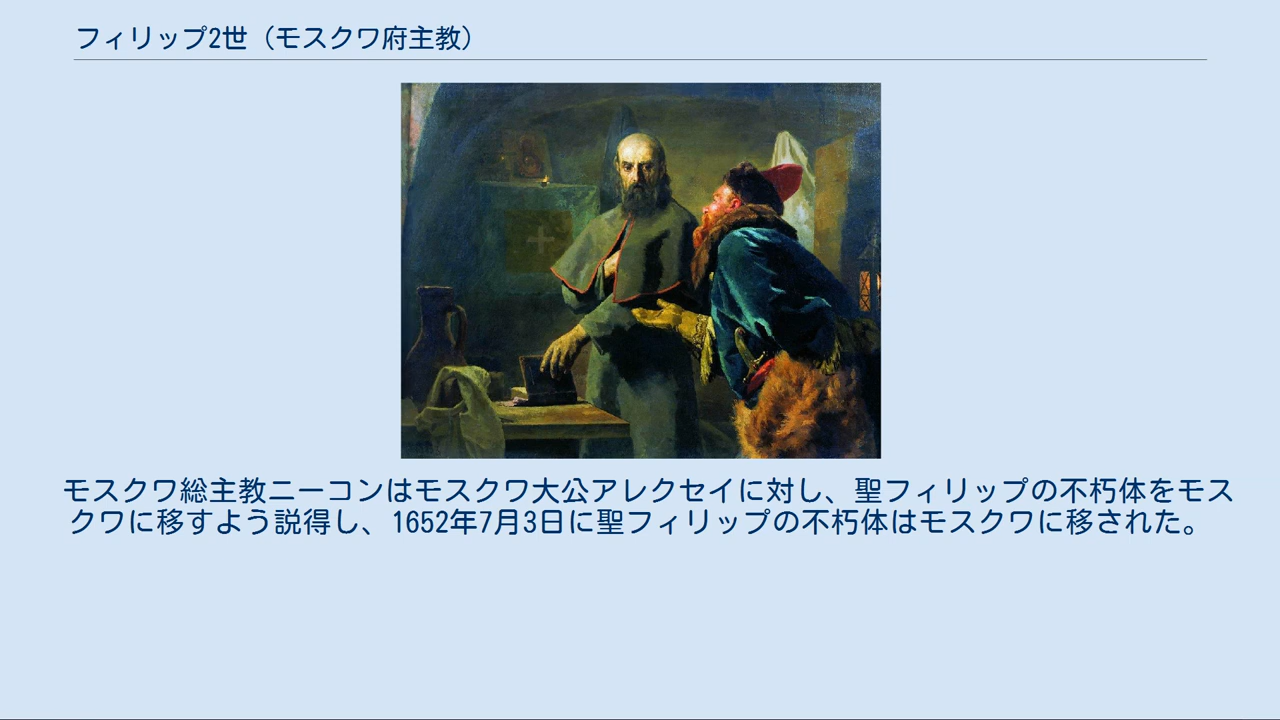 フィリップ2世（モスクワ府主教）
モスクワ総主教ニーコンはモスクワ大公アレクセイに対し、聖フィリップの不朽体をモス
クワに移すよう説得し、1652年7月3日に聖フィリップの不朽体はモスクワに移された。